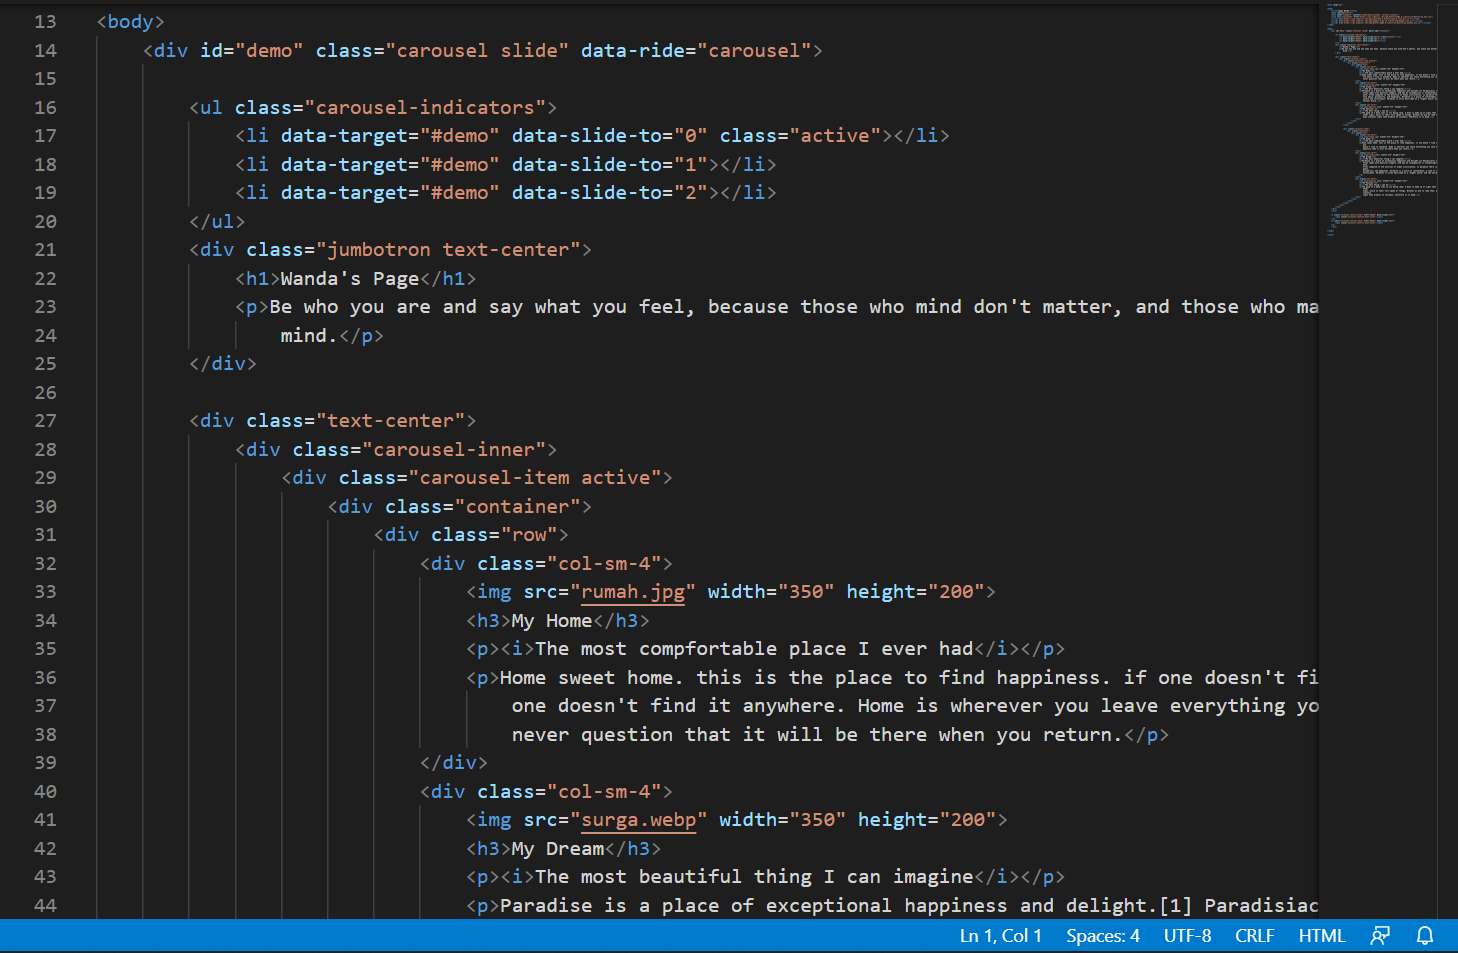 13 <body>
14 <div id="demo" class="carousel slide" data-ride="carousel">
15
16 <ul class="carousel-indicators">
17 <li data-target="#demo" data-slide-to="0" class="active"></li>
18 <li data-target="#demo" data-slide-to="1"></li>
19 <li data-target="#demo" data-slide-to="2"></li>
20 </ul>
21 <div class="jumbotron text-center">
22 <h1>Wanda's Page</h1>
23 <p>Be who you are and say what you feel, because those who mind don't matter, and those who ma
24 mind.</p>
25 </div>
26
27 <div class="text-center">
28 <div class="carousel-inner">
29 <div class="carousel-item active">
30 <div class="container">
31 <div class="row">
32 <div class="col-sm-4">
33 <img src="rumah.jpg" width="350" height="200">
34 <h3>My Home</h3>
35 <p><i>The most compfortable place I ever had</i></p>
36 <p>Home sweet home. this is the place to find happiness. if one doesn't fi
37 one doesn't find it anywhere. Home is wherever you leave everything yo
38 never question that it will be there when you return.</p>
39 </div>
40 <div class="col-sm-4">
41 <img src="surga.webp" width="350" height="200">
42 <h3>My Dream</h3>
43 <p><i>The most beautiful thing I can imagine</i></p>
44 <p>Paradise is a place of exceptional happiness and delight.[1] Paradisiac
Ln 1, Col 1 Spaces: 4 UTF-8 CRLF HTML